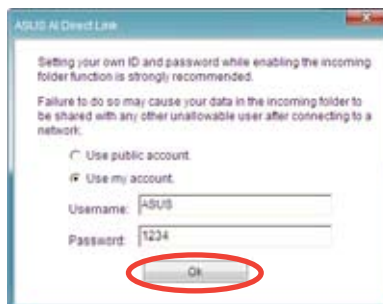 ASUS AI Direct Link
Setting your own ID and password while enabling the incoming
folder function is strongly recommended.
Failure to do so may cause your data in the incoming folder to
be shared with any other unallowable user after connecting to a
network.
Use public account.
Use my account.
Username: ASUS
Password: 1234
Ok